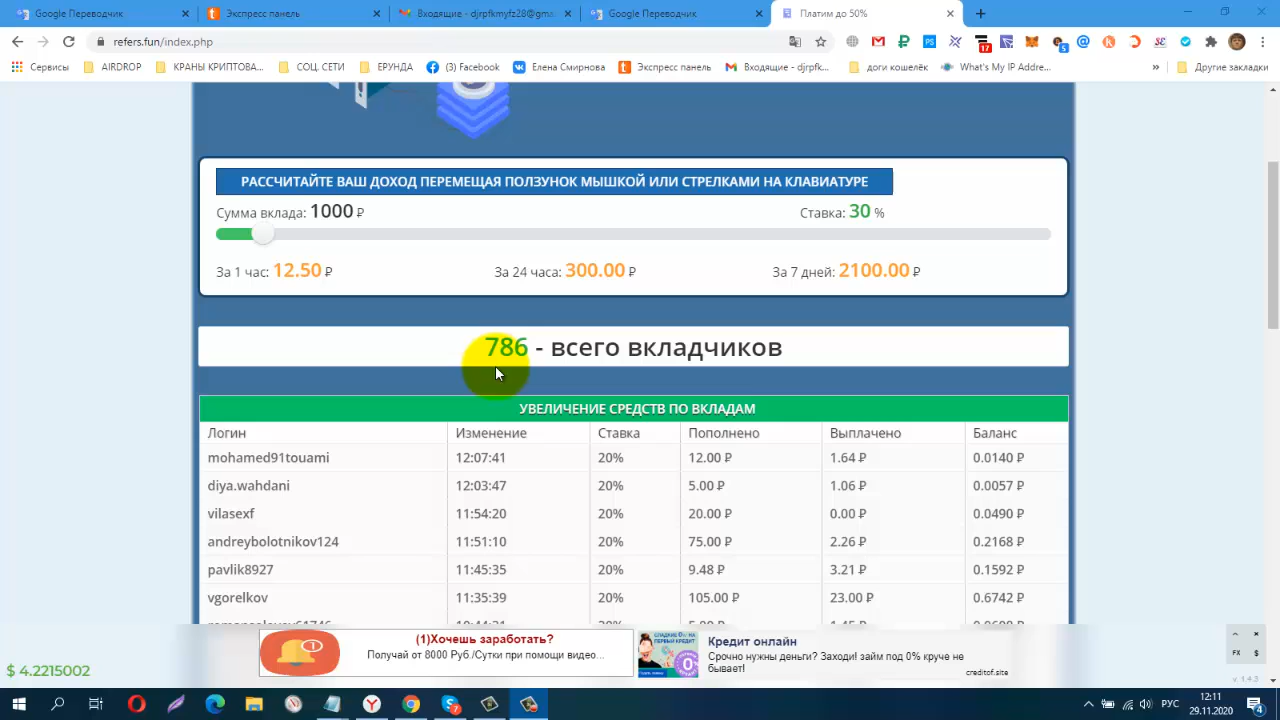 Google Переводчик
Экспресс панель
Входящие - djrpfkmyfz28@gma
Google Переводчик
Платим до 50%
refers.fun/index.php
Сервисы
AIRDROP
КРАНЫ КРИПТОВА...
СОЦ. СЕТИ
ЕРУНДА
(3) Facebook
Елена Смирнова
Экспресс панель
Входящие - djrpfk...
доги кошелёк
What's My IP Addre...
»
Другие закладки
РАССЧИТАЙТЕ ВАШ ДОХОД ПЕРЕМЕЩАЯ ПОЛЗУНОК МЫШКОЙ ИЛИ СТРЕЛКАМИ НА КЛАВИАТУРЕ
Сумма вклада: 1000 ₽
Ставка: 30 %
За 1 час: 12.50 ₽
За 24 часа: 300.00 ₽
За 7 дней: 2100.00 ₽
786 - всего вкладчиков
УВЕЛИЧЕНИЕ СРЕДСТВ ПО ВКЛАДАМ
Логин Изменение Ставка Пополнено Выплачено Баланс
mohamed91touami 12:07:41 20% 12.00 ₽ 1.64 ₽ 0.0140 ₽
diya.wahdani 12:03:47 20% 5.00 ₽ 1.06 ₽ 0.0057 ₽
vilasexf 11:54:20 20% 20.00 ₽ 0.00 ₽ 0.0490 ₽
andreybolotnikov124 11:51:10 20% 75.00 ₽ 2.26 ₽ 0.2168 ₽
pavlik8927 11:45:35 20% 9.48 ₽ 3.21 ₽ 0.1592 ₽
vgorelkov 11:35:39 20% 105.00 ₽ 23.00 ₽ 0.6742 ₽
(1)Хочешь заработать?
Получай от 8000 Руб./Сутки при помощи видео...
Кредит онлайн
Срочно нужны деньги? Заходи! займ под 0% круче не
бывает!
creditof.site
FX $
v 1.4.3
$ 4.2215002
РУС
12:11
29.11.2020